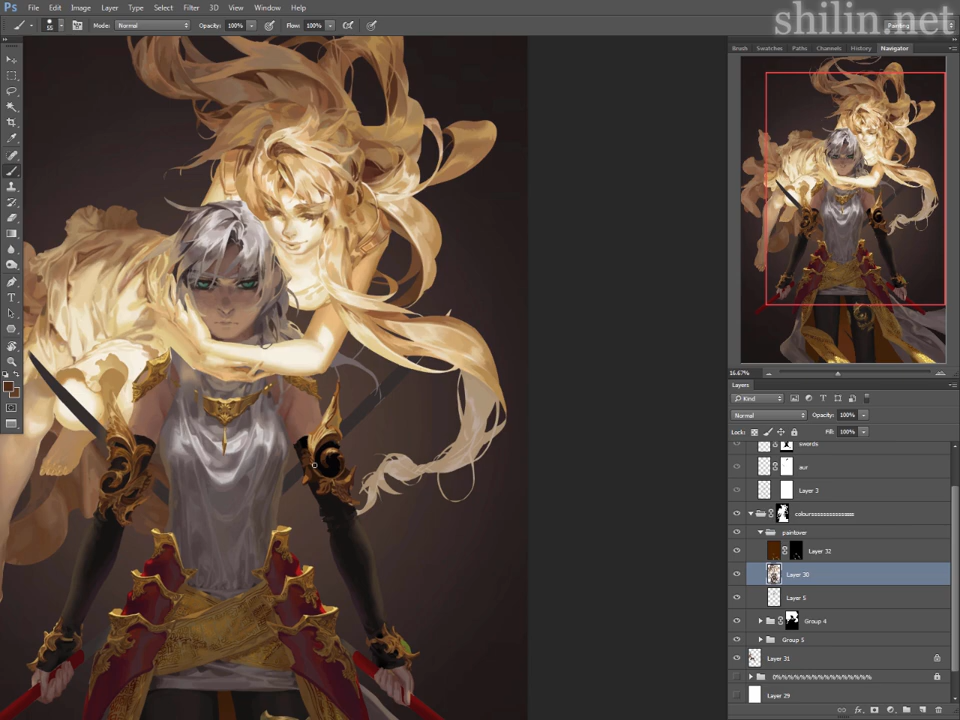 shilin.net
Ps File Edit Image Layer Type Select Filter 3D View Window Help
55 Mode: Normal Opacity: 100% Flow: 100% Painting
Brush Swatches Paths Channels History Navigator
16.67%
Layers
Kind
Normal Opacity: 100%
Lock: Fill: 100%
swords
aur
Layer 3
paintover
Layer 32
Layer 30
Layer 5
Group 4
Group 5
Layer 31
Layer 29
fx